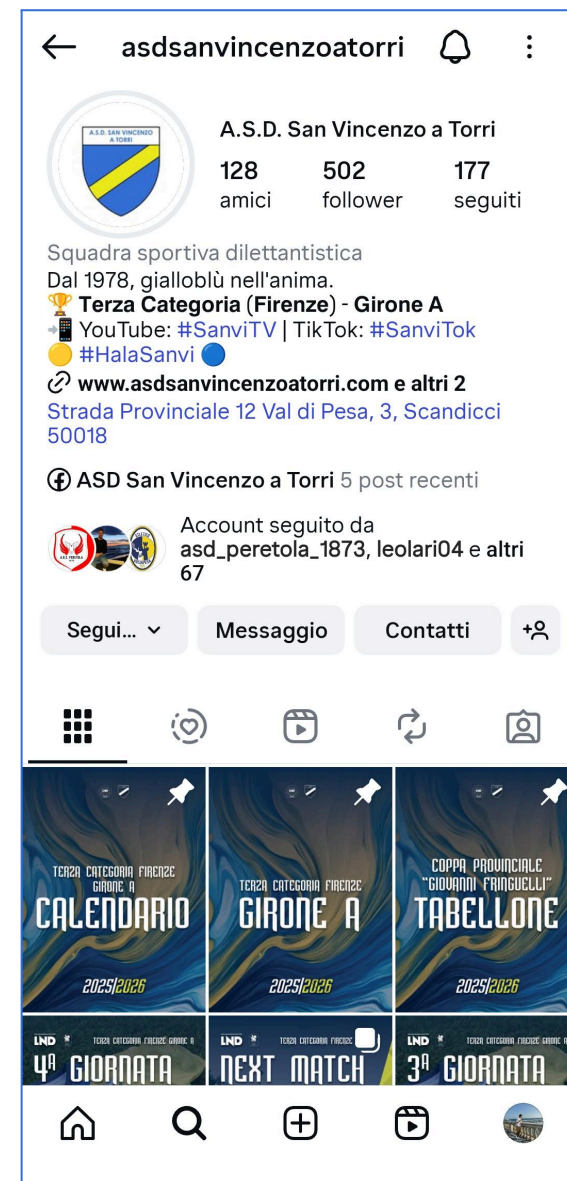 asdsanvincenzoatorri
A.S.D. SAN VINCENZO
A TORRI
A.S.D. San Vincenzo a Torri
128 502 177
amici follower seguiti
Squadra sportiva dilettantistica
Dal 1978, gialloblù nell'anima.
🏆 Terza Categoria (Firenze) - Girone A
📲 YouTube: #SanviTV | TikTok: #SanviTok
🟡 #HalaSanvi 🔵
www.asdsanvincenzoatorri.com e altri 2
Strada Provinciale 12 Val di Pesa, 3, Scandicci
50018
ASD San Vincenzo a Torri 5 post recenti
Account seguito da
asd_peretola_1873, leolari04 e altri
67
Segui... Messaggio Contatti
TERZA CATEGORIA FIRENZE
GIRONE A
CALENDARIO
2025|2026
TERZA CATEGORIA FIRENZE
GIRONE A
2025|2026
COPPA PROVINCIALE
"GIOVANNI FRINGUELLI"
TABELLONE
2025|2026
LND TERZA CATEGORIA FIRENZE GIRONE A
4ª GIORNATA
LND TERZA CATEGORIA FIRENZE
NEXT MATCH
LND TERZA CATEGORIA FIRENZE GIRONE A
3ª GIORNATA